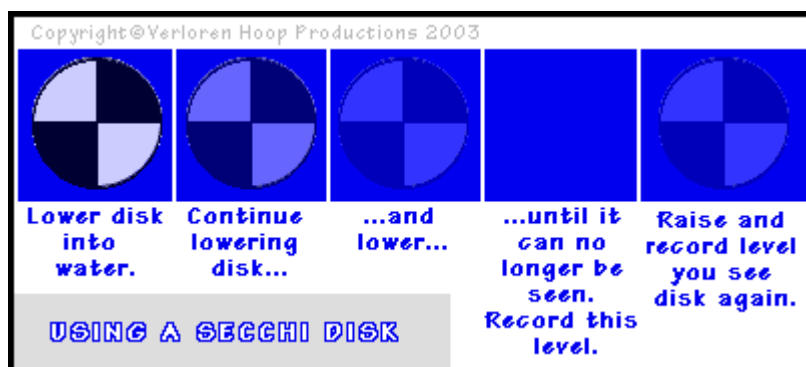 Copyright©Verloren Hoop Productions 2003
Lower disk
into
water.
Continue
lowering
disk...
...and
lower...
...until it
can no
longer be
seen.
Record this
level.
Raise and
record level
you see
disk again.
USING A SECCHI DISK